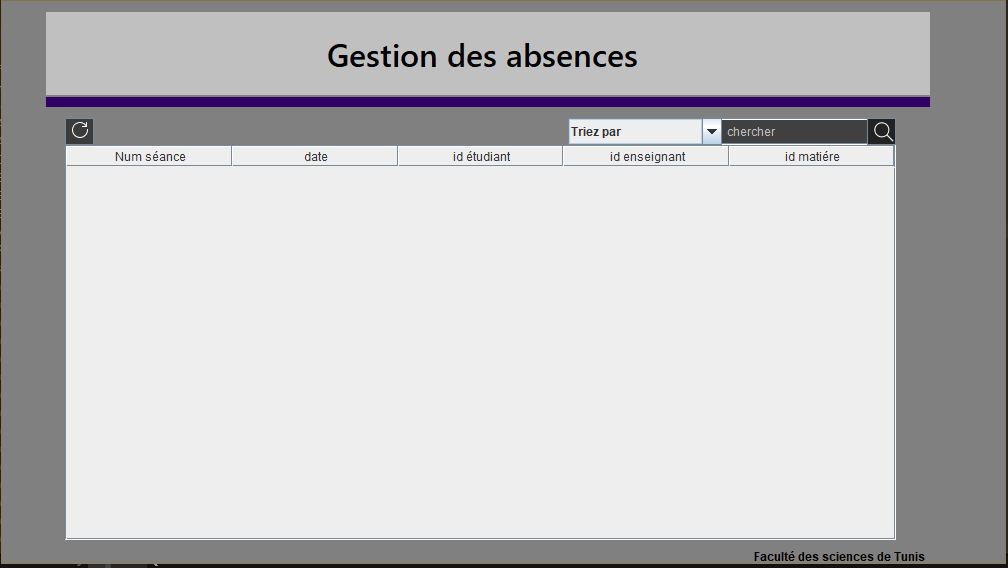 Gestion des absences
Triez par chercher
Num séance date id étudiant id enseignant id matiére
Faculté des sciences de Tunis